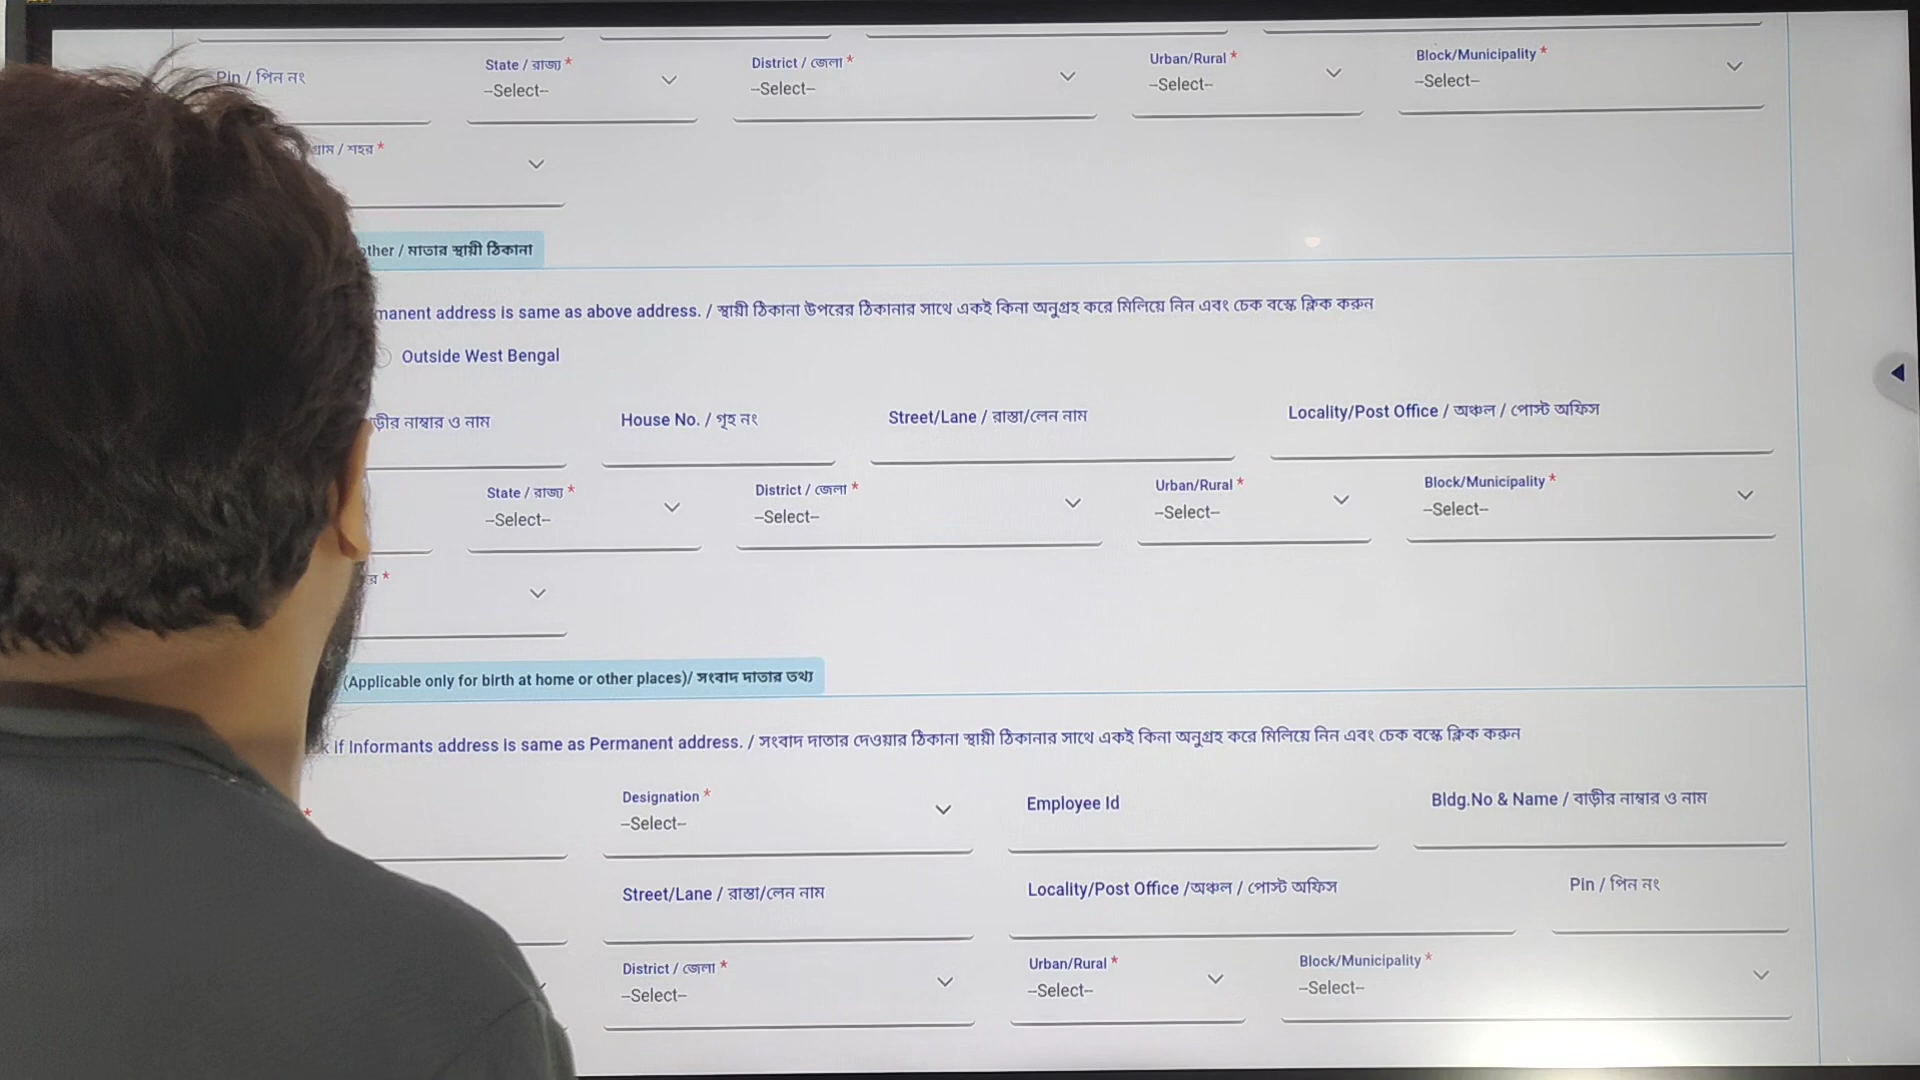 Pin / পিন নং
State / রাজ্য *
--Select--
District / জেলা *
--Select--
Urban/Rural *
--Select--
Block/Municipality *
--Select--
গ্রাম / শহর *
/ মাতার স্থায়ী ঠিকানা
address is same as above address. / স্থায়ী ঠিকানা উপরের ঠিকানার সাথে একই কিনা অনুগ্রহ করে মিলিয়ে নিন এবং চেক বক্সে ক্লিক করুন
Outside West Bengal
নাম্বার ও নাম
House No. / গৃহ নং
Street/Lane / রাস্তা/লেন নাম
Locality/Post Office / অঞ্চল / পোস্ট অফিস
State / রাজ্য *
--Select--
District / জেলা *
--Select--
Urban/Rural *
--Select--
Block/Municipality *
--Select--
*
(Applicable only for birth at home or other places)/ সংবাদ দাতার তথ্য
if Informants address is same as Permanent address. / সংবাদ দাতার দেওয়ার ঠিকানা স্থায়ী ঠিকানার সাথে একই কিনা অনুগ্রহ করে মিলিয়ে নিন এবং চেক বক্সে ক্লিক করুন
*
Designation *
--Select--
Employee Id
Bldg.No & Name / বাড়ীর নাম্বার ও নাম
Street/Lane / রাস্তা/লেন নাম
Locality/Post Office /অঞ্চল / পোস্ট অফিস
Pin / পিন নং
District / জেলা *
--Select--
Urban/Rural *
--Select--
Block/Municipality *
--Select--